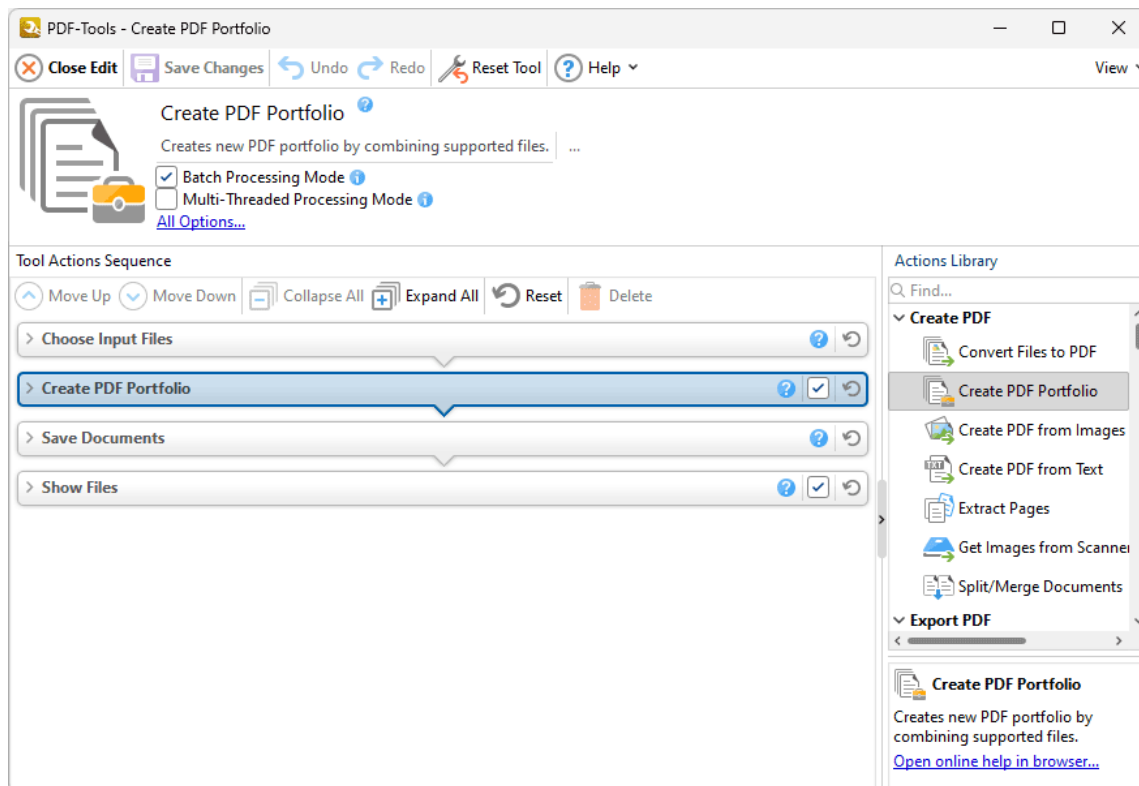 PDF-Tools - Create PDF Portfolio
Close Edit Save Changes Undo Redo Reset Tool Help View
Create PDF Portfolio
Creates new PDF portfolio by combining supported files. ...
Batch Processing Mode
Multi-Threaded Processing Mode
All Options...
Tool Actions Sequence
Move Up Move Down Collapse All Expand All Reset Delete
Choose Input Files
Create PDF Portfolio
Save Documents
Show Files
Actions Library
Find...
Create PDF
Convert Files to PDF
Create PDF Portfolio
Create PDF from Images
TXT Create PDF from Text
Extract Pages
Get Images from Scanner
Split/Merge Documents
Export PDF
Create PDF Portfolio
Creates new PDF portfolio by
combining supported files.
Open online help in browser...